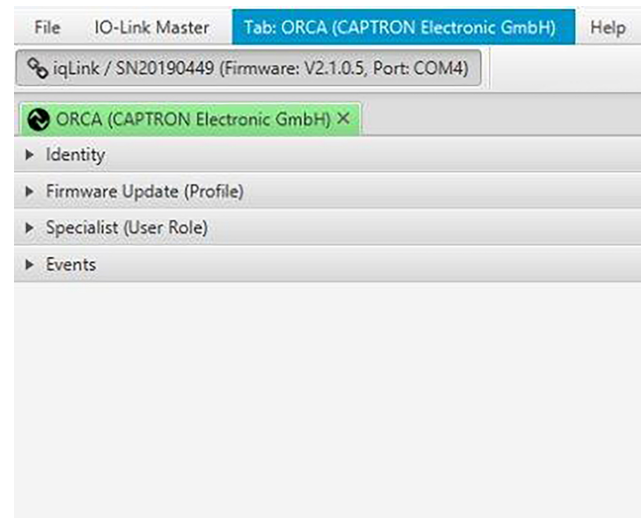 File IO-Link Master Tab: ORCA (CAPTRON Electronic GmbH) Help
iqLink / SN20190449 (Firmware: V2.1.0.5, Port: COM4)
ORCA (CAPTRON Electronic GmbH) ×
Identity
Firmware Update (Profile)
Specialist (User Role)
Events